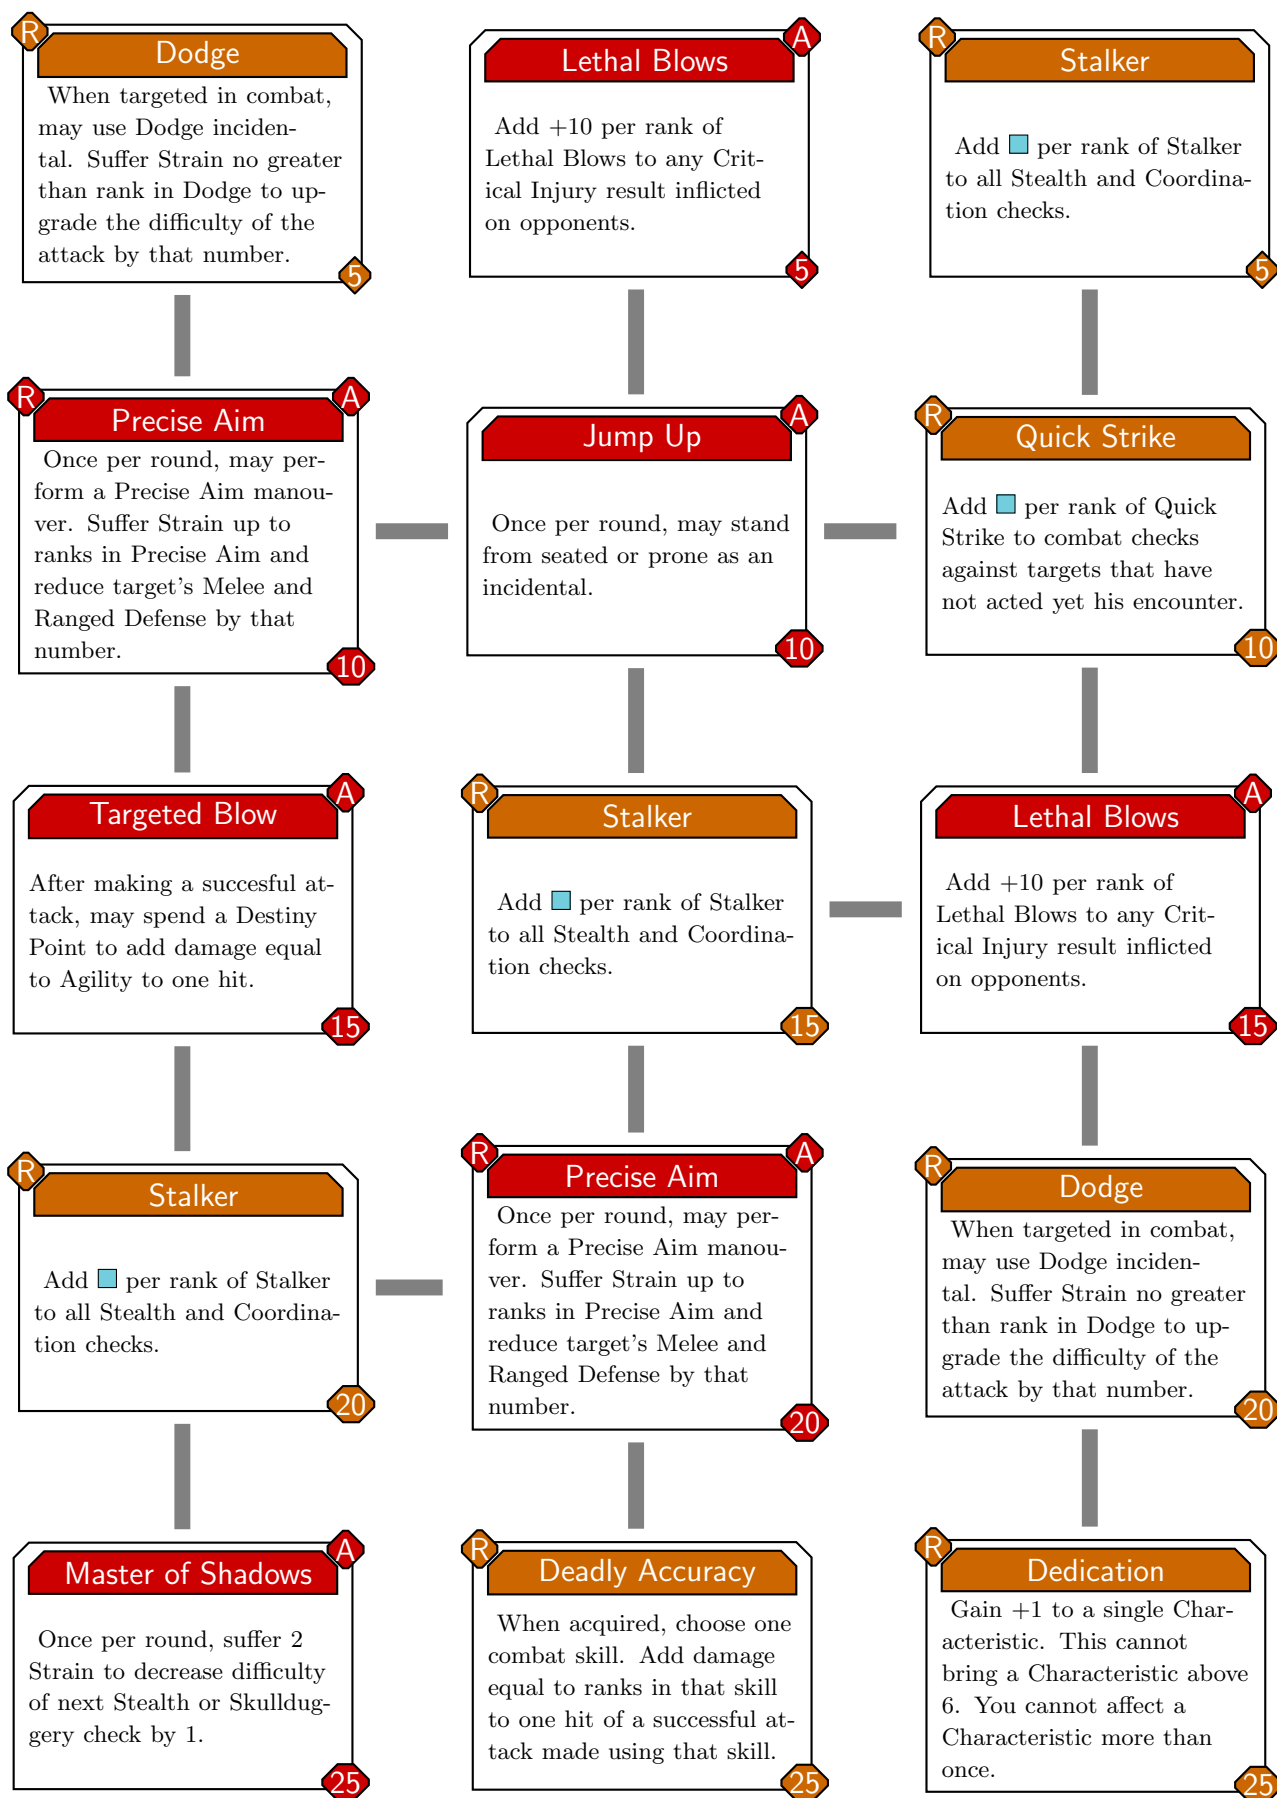 R
Dodge
When targeted in combat,
may use Dodge inciden-
tal. Suffer Strain no greater
than rank in Dodge to up-
grade the difficulty of the
attack by that number.
5
A
Lethal Blows
Add +10 per rank of
Lethal Blows to any Crit-
ical Injury result inflicted
on opponents.
5
R
Stalker
Add per rank of Stalker
to all Stealth and Coordina-
tion checks.
5
R
A
Precise Aim
Once per round, may per-
form a Precise Aim manou-
ver. Suffer Strain up to
ranks in Precise Aim and
reduce target's Melee and
Ranged Defense by that
number.
10
A
Jump Up
Once per round, may stand
from seated or prone as an
incidental.
10
R
Quick Strike
Add per rank of Quick
Strike to combat checks
against targets that have
not acted yet his encounter.
10
A
Targeted Blow
After making a succesful at-
tack, may spend a Destiny
Point to add damage equal
to Agility to one hit.
15
R
Stalker
Add per rank of Stalker
to all Stealth and Coordina-
tion checks.
15
A
Lethal Blows
Add +10 per rank of
Lethal Blows to any Crit-
ical Injury result inflicted
on opponents.
15
R
Stalker
Add per rank of Stalker
to all Stealth and Coordina-
tion checks.
20
R
A
Precise Aim
Once per round, may per-
form a Precise Aim manou-
ver. Suffer Strain up to
ranks in Precise Aim and
reduce target's Melee and
Ranged Defense by that
number.
20
R
Dodge
When targeted in combat,
may use Dodge inciden-
tal. Suffer Strain no greater
than rank in Dodge to up-
grade the difficulty of the
attack by that number.
20
A
Master of Shadows
Once per round, suffer 2
Strain to decrease difficulty
of next Stealth or Skulldug-
gery check by 1.
25
R
Deadly Accuracy
When acquired, choose one
combat skill. Add damage
equal to ranks in that skill
to one hit of a successful at-
tack made using that skill.
25
R
Dedication
Gain +1 to a single Char-
acteristic. This cannot
bring a Characteristic above
6. You cannot affect a
Characteristic more than
once.
25